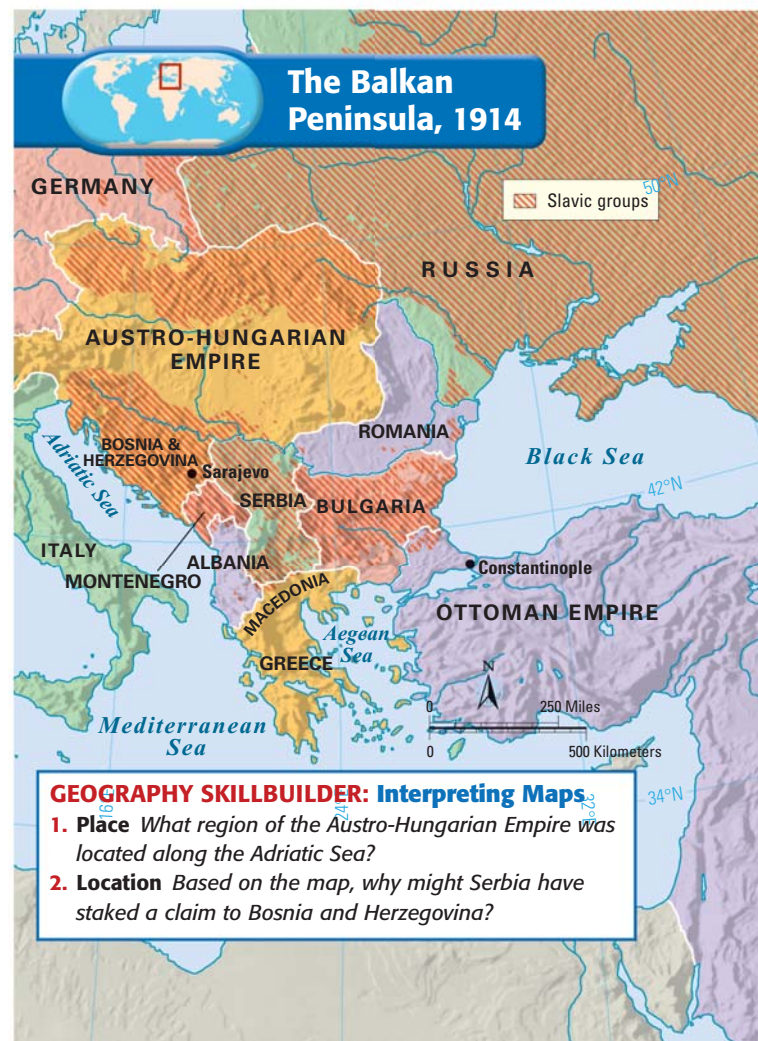 The Balkan
Peninsula, 1914
GERMANY
50°N
Slavic groups
RUSSIA
AUSTRO-HUNGARIAN
EMPIRE
ROMANIA
Black Sea
BOSNIA &
HERZEGOVINA
Adriatic Sea
Sarajevo
SERBIA
BULGARIA
42°N
ITALY
MONTENEGRO
ALBANIA
Constantinople
MACEDONIA
OTTOMAN EMPIRE
Aegean
Sea
GREECE
N
0 250 Miles
0 500 Kilometers
Mediterranean
Sea
GEOGRAPHY SKILLBUILDER: Interpreting Maps
16°E
24°E
32°E
34°N
1. Place What region of the Austro-Hungarian Empire was
located along the Adriatic Sea?
2. Location Based on the map, why might Serbia have
staked a claim to Bosnia and Herzegovina?